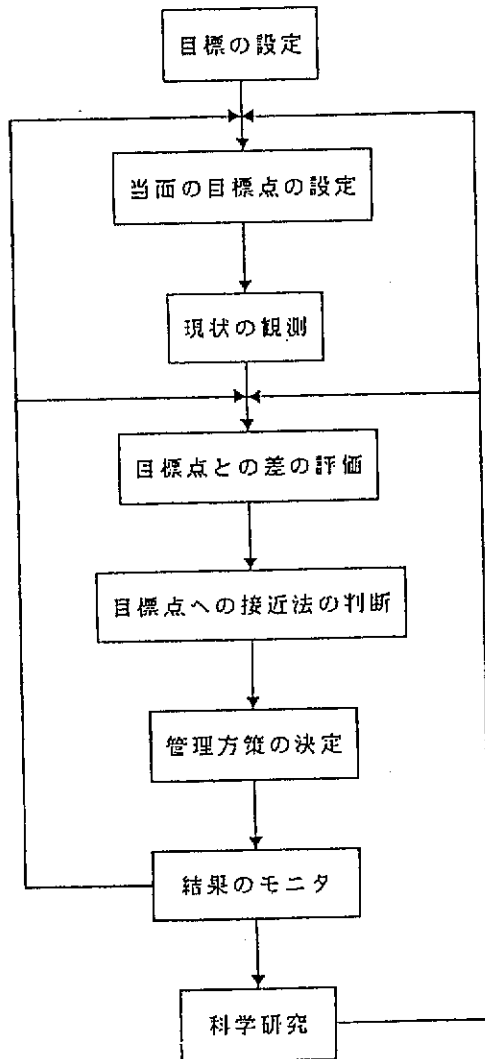 目標の設定
当面の目標点の設定
現状の観測
目標点との差の評価
目標点への接近法の判断
管理方策の決定
結果のモニタ
科学研究